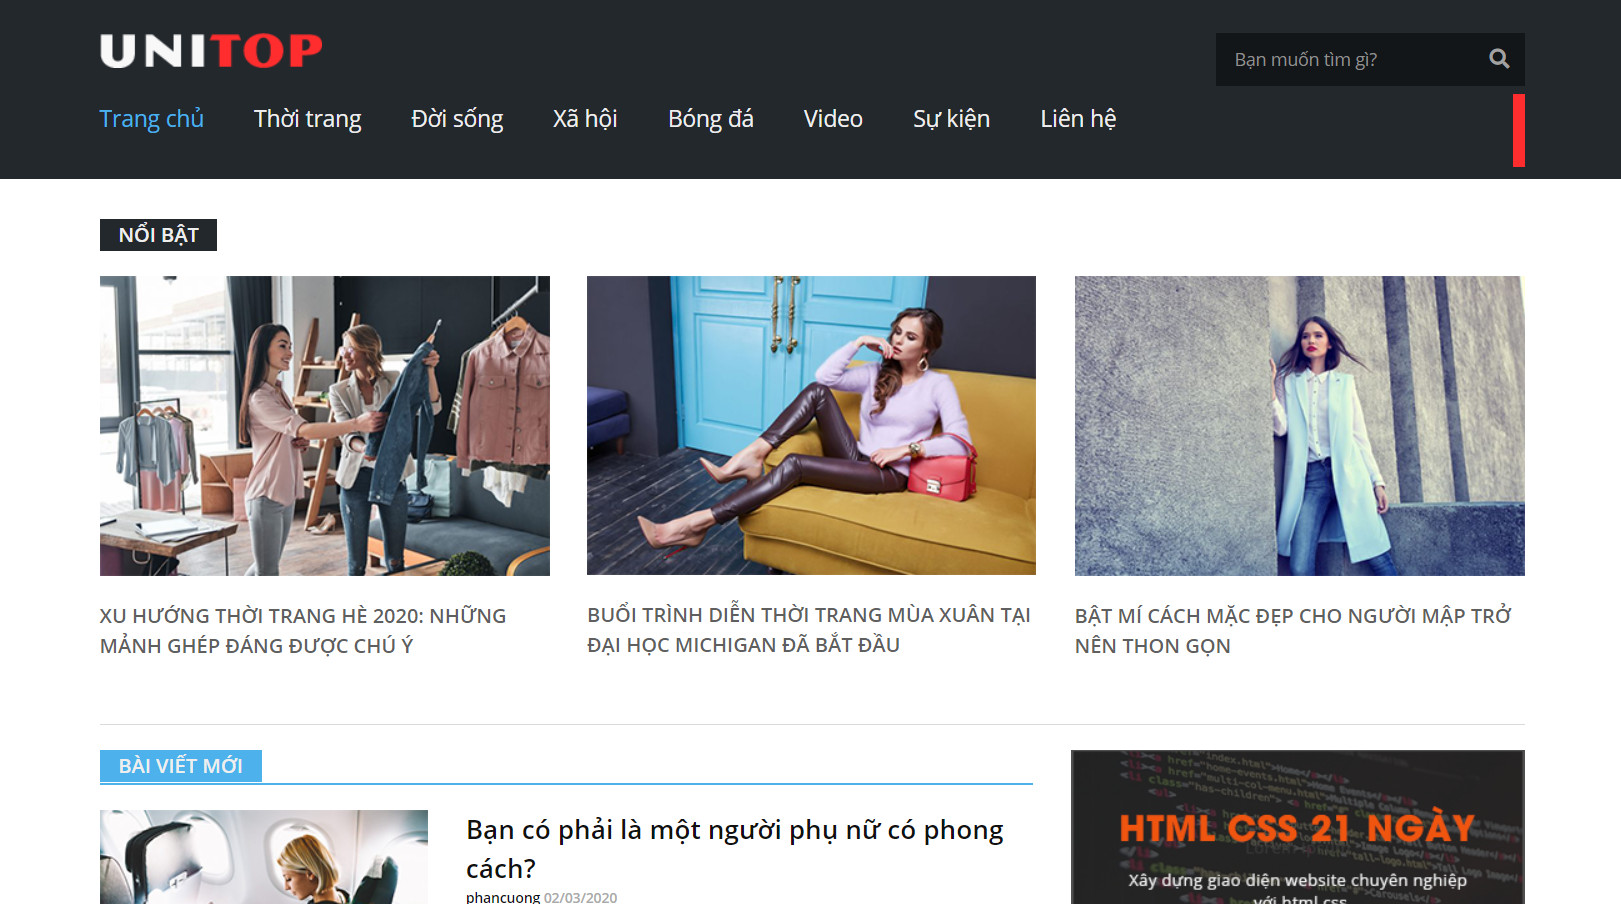 UNITOP
Bạn muốn tìm gì?
Trang chủ
Thời trang
Đời sống
Xã hội
Bóng đá
Video
Sự kiện
Liên hệ
NỔI BẬT
XU HƯỚNG THỜI TRANG HÈ 2020: NHỮNG
MẢNH GHÉP ĐÁNG ĐƯỢC CHÚ Ý
BUỔI TRÌNH DIỄN THỜI TRANG MÙA XUÂN TẠI
ĐẠI HỌC MICHIGAN ĐÃ BẮT ĐẦU
BẬT MÍ CÁCH MẶC ĐẸP CHO NGƯỜI MẬP TRỞ
NÊN THON GỌN
BÀI VIẾT MỚI
Bạn có phải là một người phụ nữ có phong
cách?
phancuong 02/03/2020
HTML CSS 21 NGÀY
Xây dựng giao diện website chuyên nghiệp
với html css